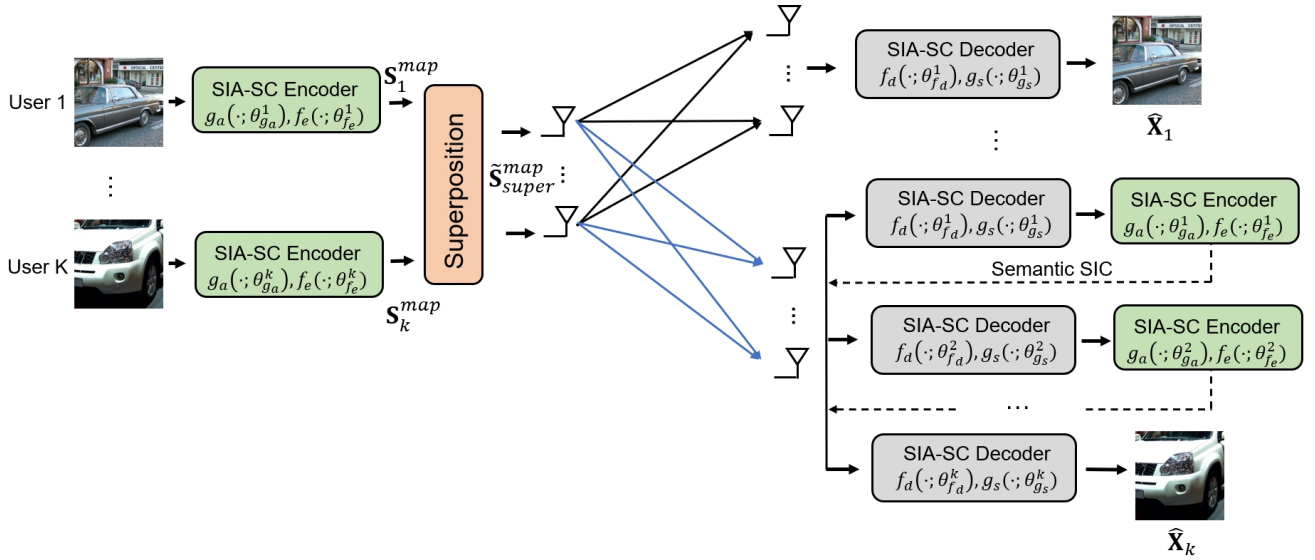 OPTICAL CENTER
User 1
SIA-SC Encoder
g_a(·; θ_{g_a}^1), f_e(·; θ_{f_e}^1)
S_1^{map}
⋮
User K
SIA-SC Encoder
g_a(·; θ_{g_a}^k), f_e(·; θ_{f_e}^k)
S_k^{map}
Superposition
S̃_{super}^{map}
⋮
⋮
⋮
SIA-SC Decoder
f_d(·; θ_{f_d}^1), g_s(·; θ_{g_s}^1)
X̂_1
⋮
SIA-SC Decoder
f_d(·; θ_{f_d}^1), g_s(·; θ_{g_s}^1)
SIA-SC Encoder
g_a(·; θ_{g_a}^1), f_e(·; θ_{f_e}^1)
Semantic SIC
SIA-SC Decoder
f_d(·; θ_{f_d}^2), g_s(·; θ_{g_s}^2)
SIA-SC Encoder
g_a(·; θ_{g_a}^2), f_e(·; θ_{f_e}^2)
⋯
SIA-SC Decoder
f_d(·; θ_{f_d}^k), g_s(·; θ_{g_s}^k)
X̂_k